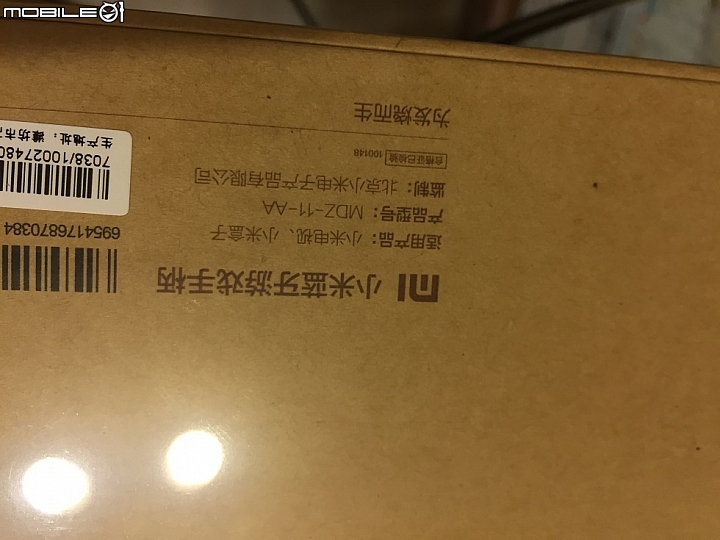 MOBILE01
MI 小米蓝牙游戏手柄
适用产品：小米电视、小米盒子
产品型号：MDZ-11-AA
监制：北京小米电子产品有限公司
合格证已检验 10014B
为发烧而生
6954176870384
7038/10027480
生产地址：潍坊市